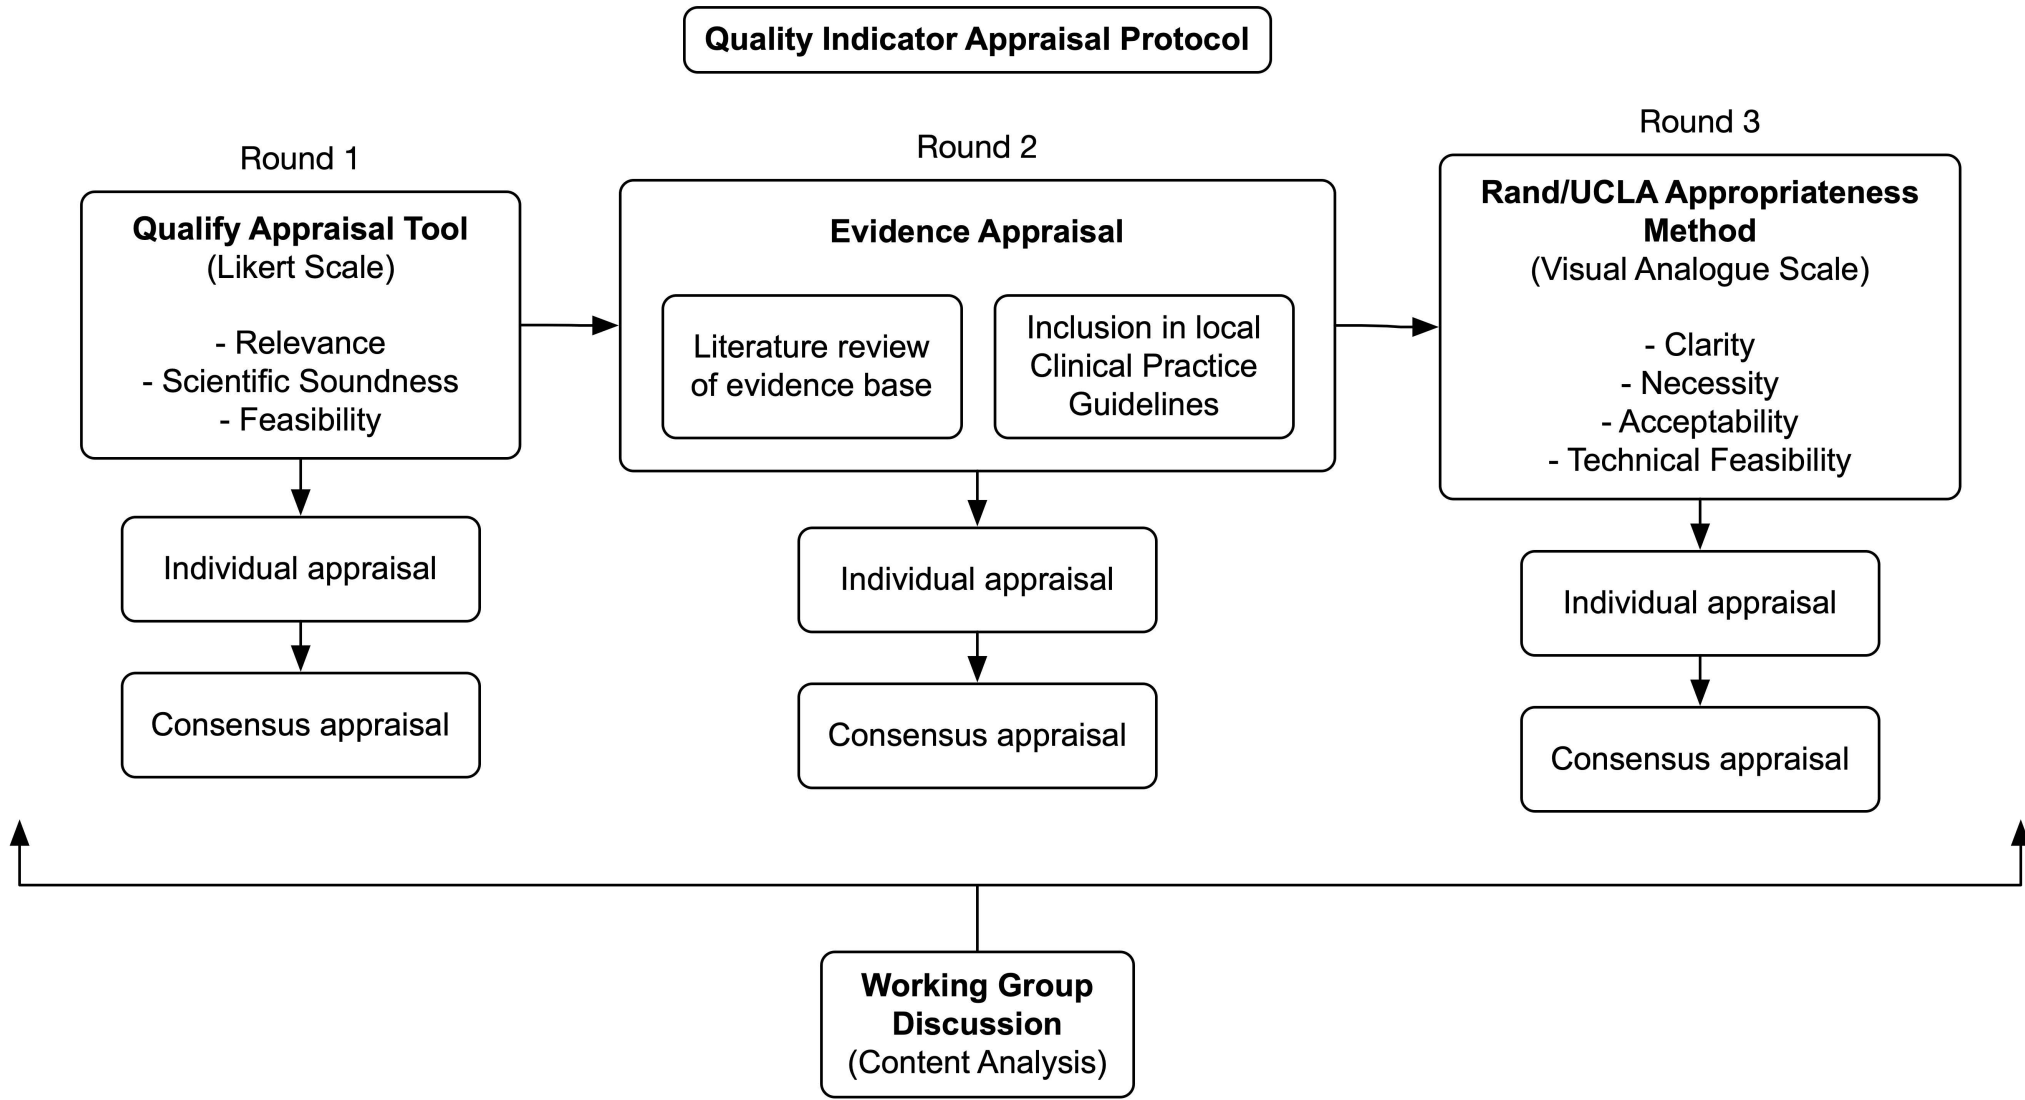 Quality Indicator Appraisal Protocol
Round 1
Qualify Appraisal Tool
(Likert Scale)
- Relevance
- Scientific Soundness
- Feasibility
Individual appraisal
Consensus appraisal
Round 2
Evidence Appraisal
Literature review
of evidence base
Inclusion in local
Clinical Practice
Guidelines
Individual appraisal
Consensus appraisal
Round 3
Rand/UCLA Appropriateness
Method
(Visual Analogue Scale)
- Clarity
- Necessity
- Acceptability
- Technical Feasibility
Individual appraisal
Consensus appraisal
Working Group
Discussion
(Content Analysis)